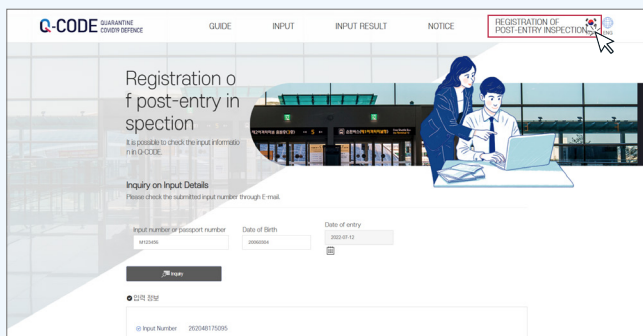 Q-CODE QUARANTINE COVID19 DEFENCE
GUIDE
INPUT
INPUT RESULT
NOTICE
REGISTRATION OF
POST-ENTRY INSPECTION
ENG
Registration o
f post-entry in
spection
It is possible to check the input informatio
n in Q-CODE.
Inquiry on Input Details
Please check the submitted input number through E-mail.
Input number or passport number
Date of Birth
Date of entry
M123456
2022-07-12
Inquiry
입력 정보
Input Number
262048175095